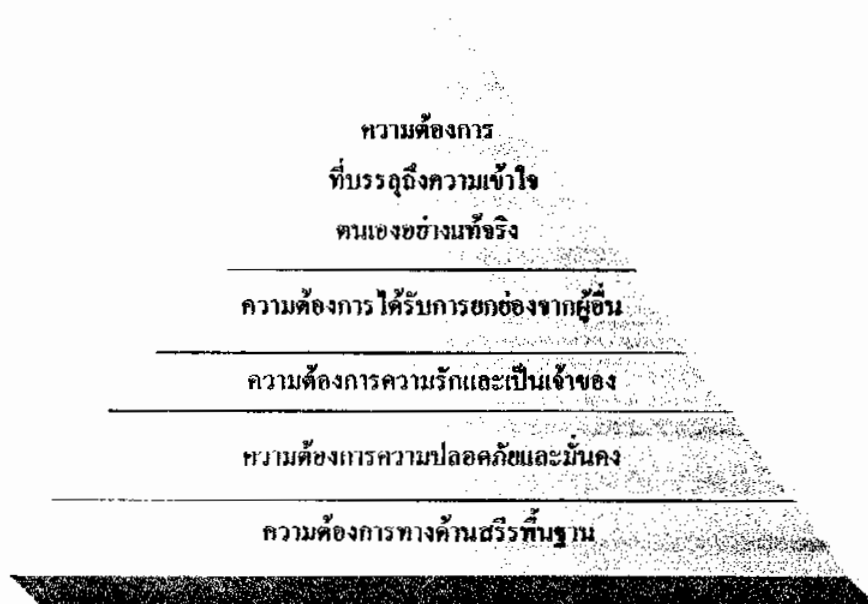 ความต้องการ
ที่บรรลุถึงความเข้าใจ
ตนเองอย่างแท้จริง
ความต้องการได้รับการยกย่องจากผู้อื่น
ความต้องการความรักและเป็นเจ้าของ
ความต้องการความปลอดภัยและมั่นคง
ความต้องการทางด้านสรีรพื้นฐาน